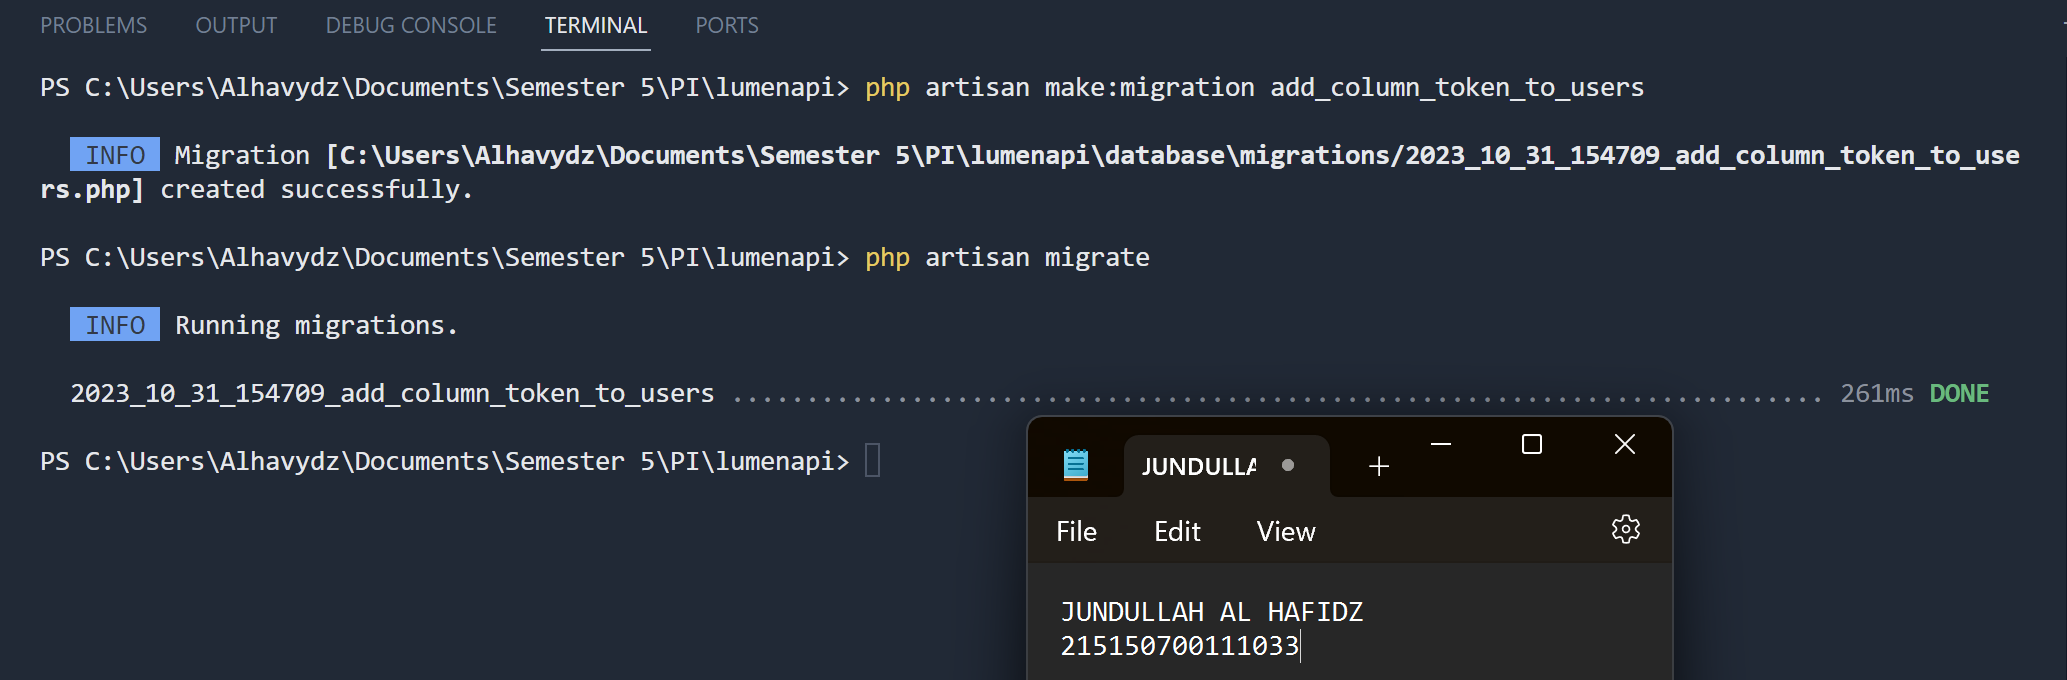 PROBLEMS OUTPUT DEBUG CONSOLE TERMINAL PORTS
PS C:\Users\Alhavydz\Documents\Semester 5\PI\lumenapi> php artisan make:migration add_column_token_to_users
INFO Migration [C:\Users\Alhavydz\Documents\Semester 5\PI\lumenapi\database\migrations/2023_10_31_154709_add_column_token_to_use
rs.php] created successfully.
PS C:\Users\Alhavydz\Documents\Semester 5\PI\lumenapi> php artisan migrate
INFO Running migrations.
2023_10_31_154709_add_column_token_to_users ......................................................................... 261ms DONE
PS C:\Users\Alhavydz\Documents\Semester 5\PI\lumenapi>
JUNDULLA
File Edit View
JUNDULLAH AL HAFIDZ
215150700111033